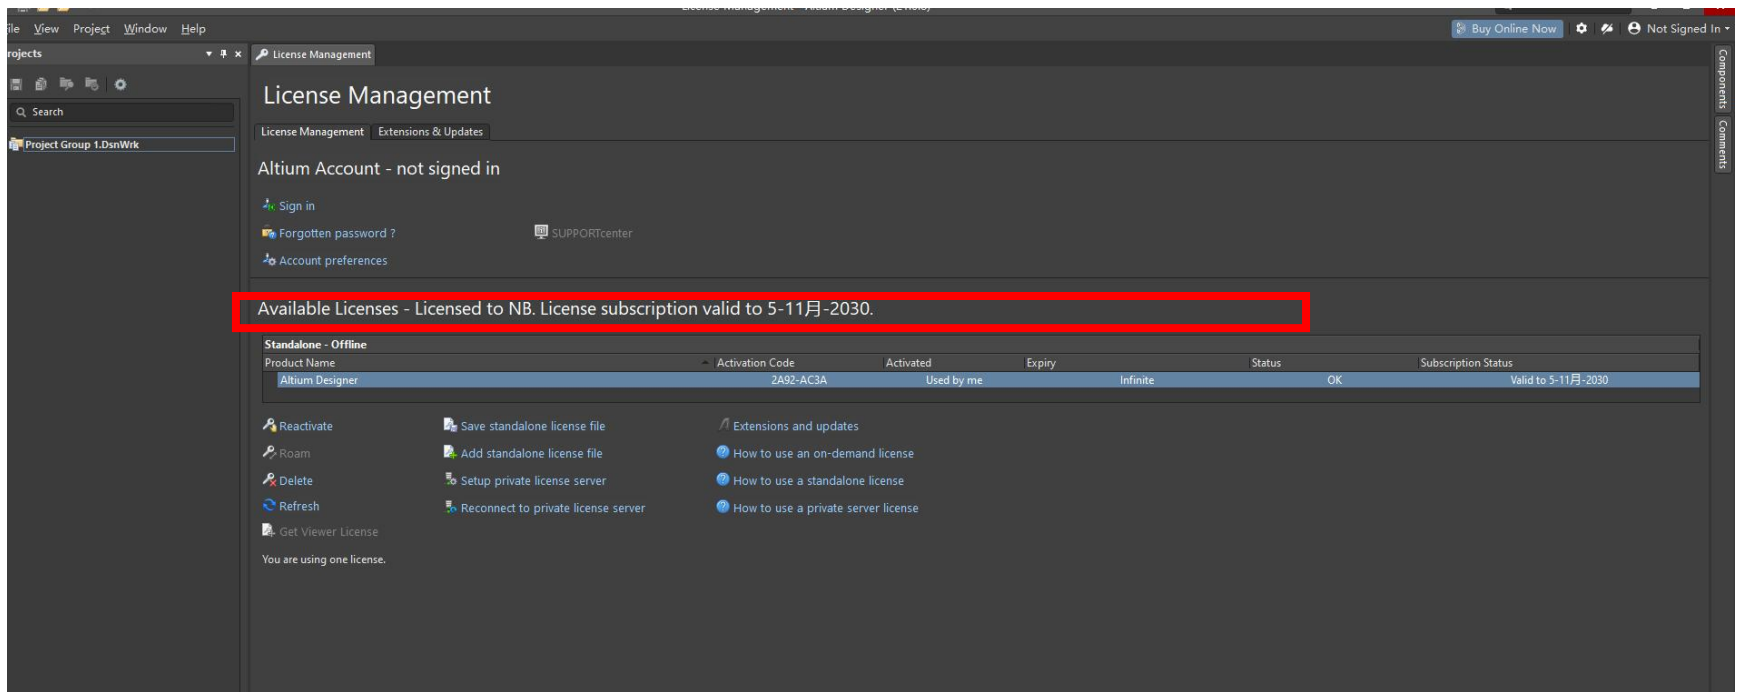 File View Project Window Help
Buy Online Now
Not Signed In
Projects
License Management
Search
Project Group 1.DsnWrk
License Management
License Management Extensions & Updates
Altium Account - not signed in
Sign in
Forgotten password ?
SUPPORTcenter
Account preferences
Available Licenses - Licensed to NB. License subscription valid to 5-11月-2030.
Standalone - Offline
Product Name Activation Code Activated Expiry Status Subscription Status
Altium Designer 2A92-AC3A Used by me Infinite OK Valid to 5-11月-2030
Reactivate Save standalone license file Extensions and updates
Roam Add standalone license file How to use an on-demand license
Delete Setup private license server How to use a standalone license
Refresh Reconnect to private license server How to use a private server license
Get Viewer License
You are using one license.
Components
Comments